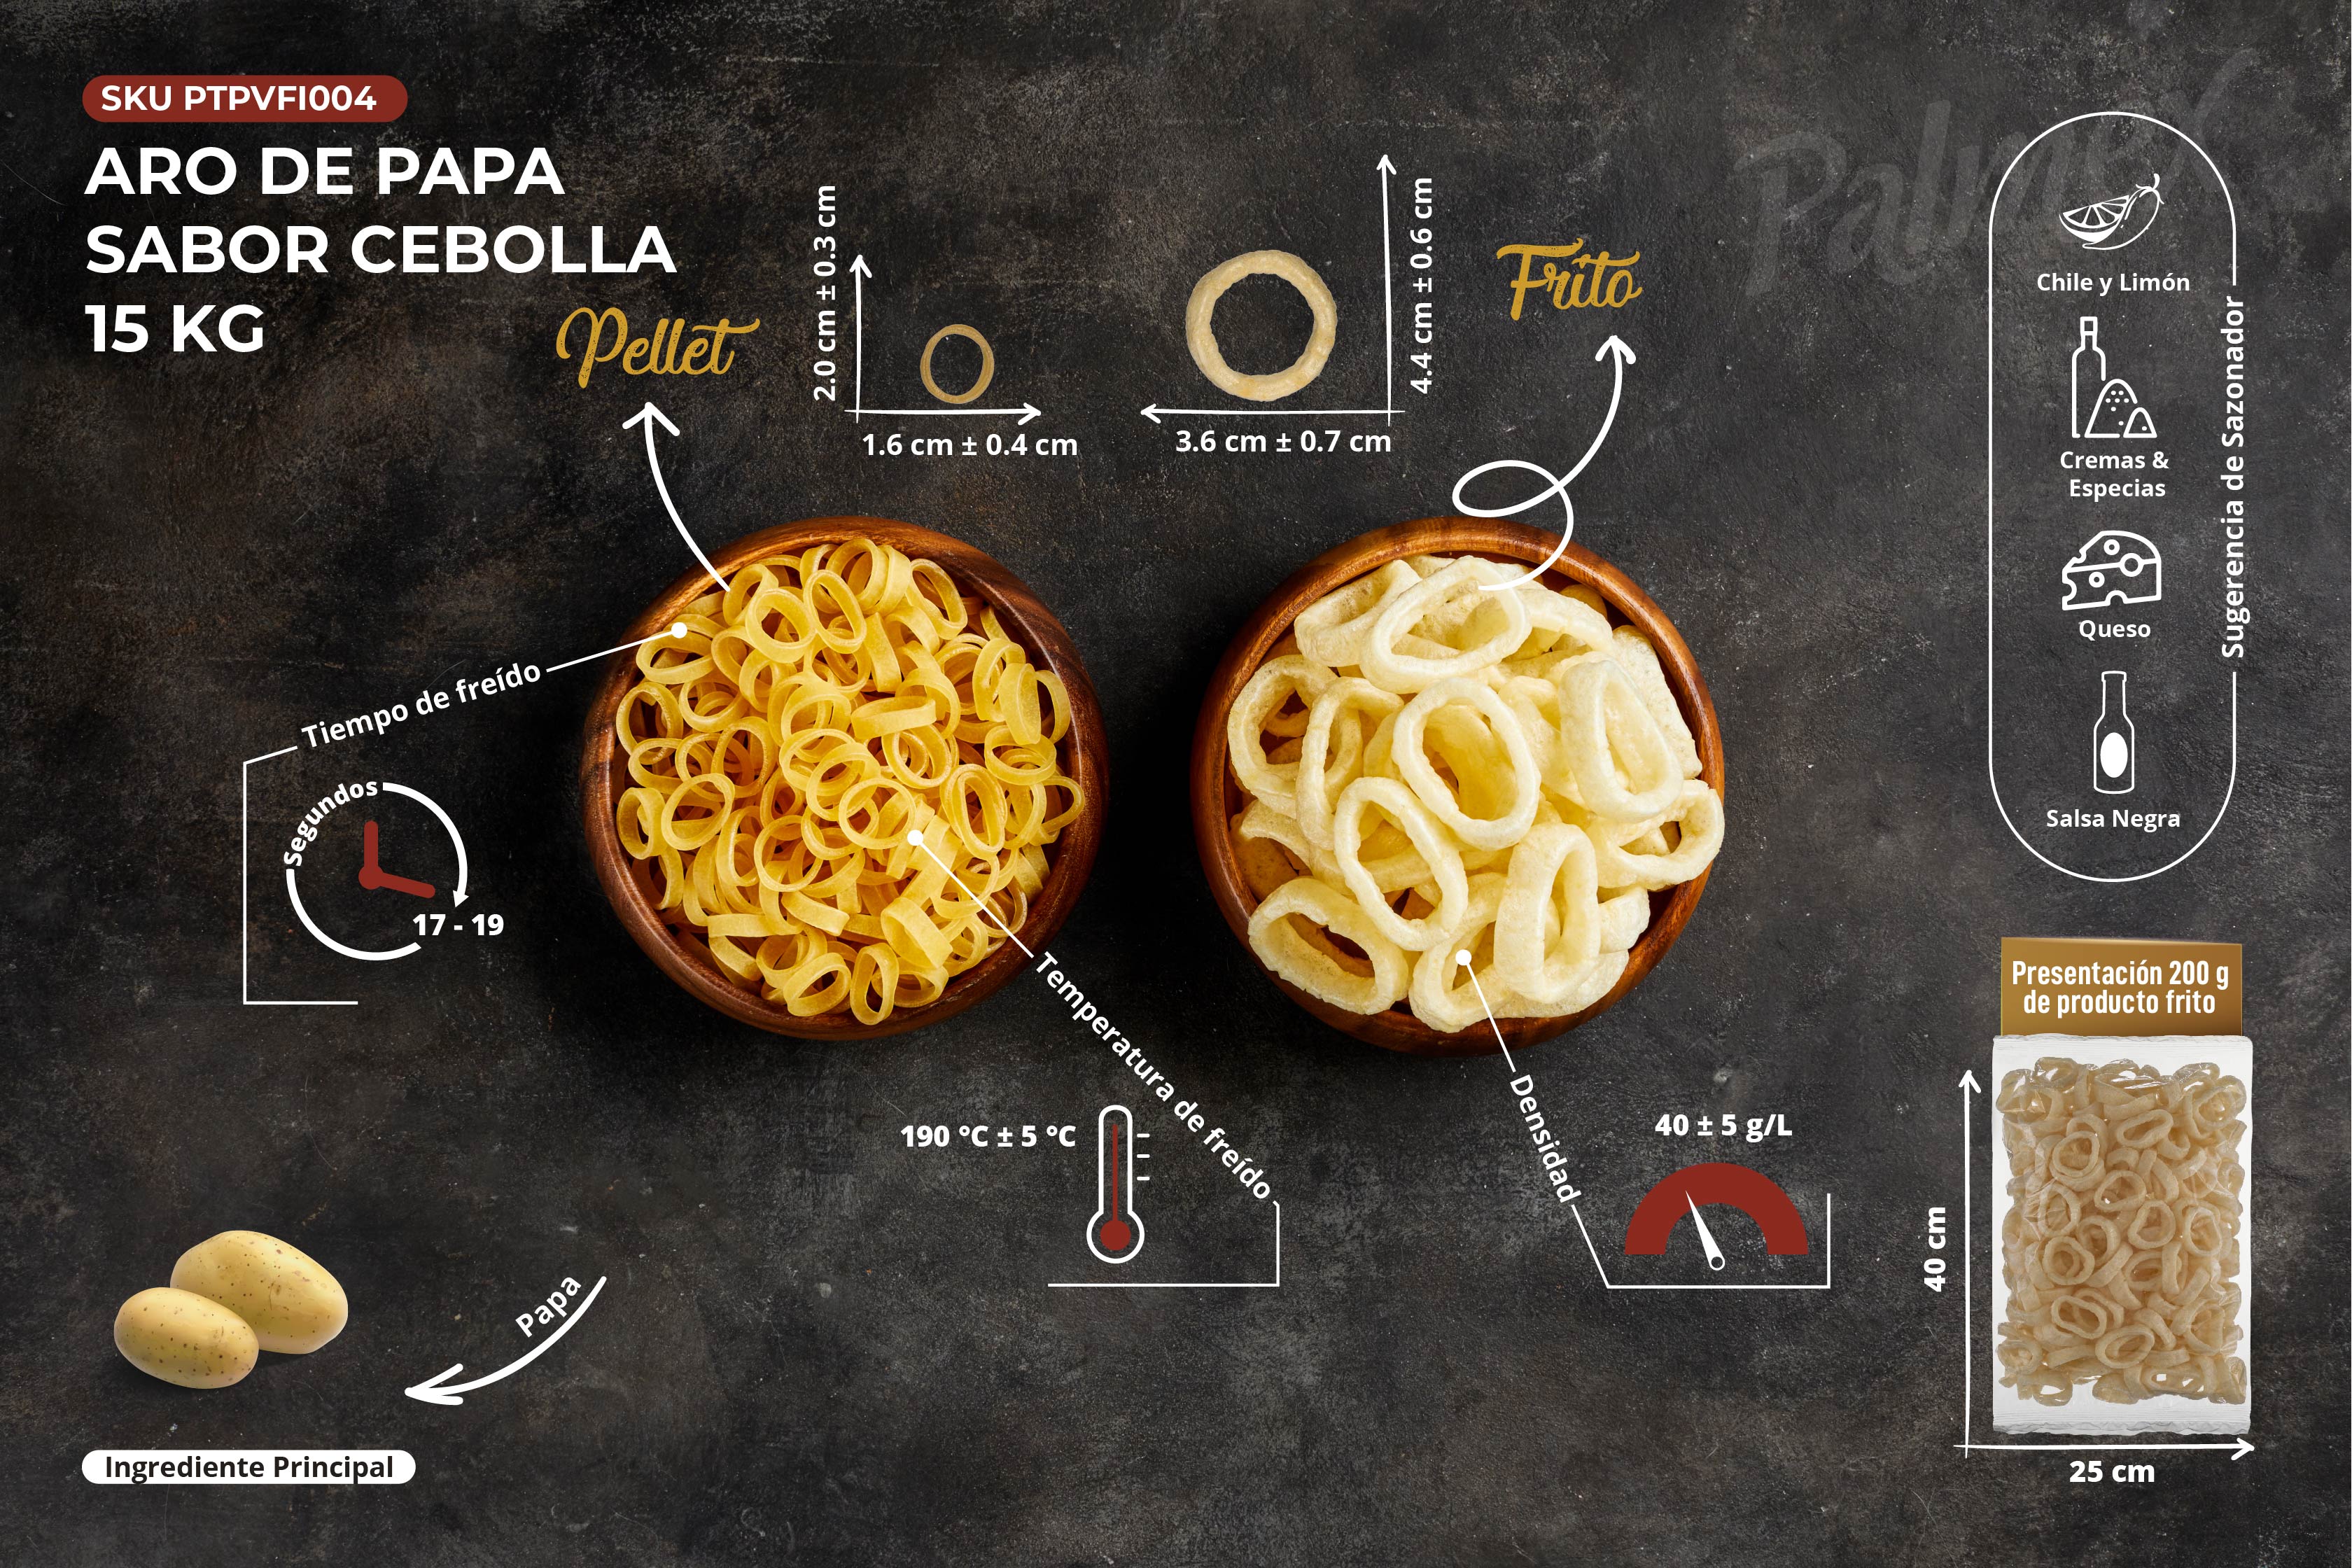 SKU PTPVFI004
ARO DE PAPA
SABOR CEBOLLA
15 KG
Pellet
2.0 cm ± 0.3 cm
1.6 cm ± 0.4 cm
3.6 cm ± 0.7 cm
4.4 cm ± 0.6 cm
Frito
Palmex
Chile y Limón
Cremas &
Especias
Queso
Salsa Negra
Sugerencia de Sazonador
Tiempo de freído
Segundos
17 - 19
Temperatura de freído
190 °C ± 5 °C
Densidad
40 ± 5 g/L
Presentación 200 g
de producto frito
40 cm
25 cm
Papa
Ingrediente Principal